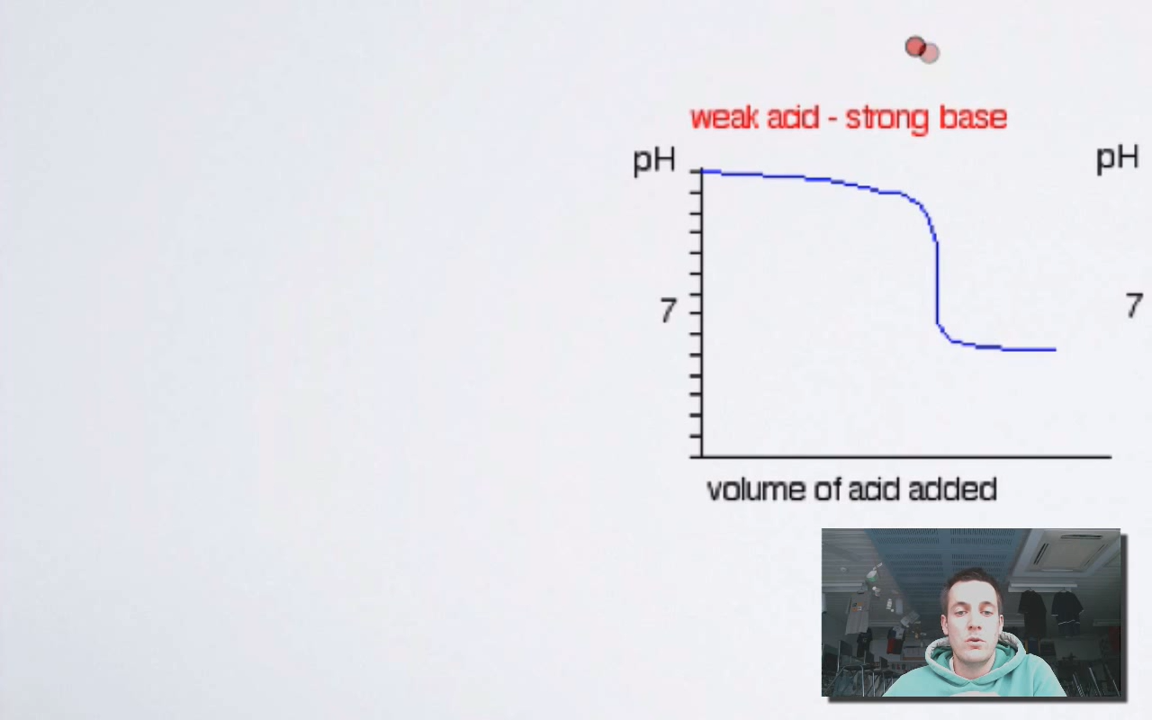 weak acid - strong base
pH
pH
7
7
volume of acid added